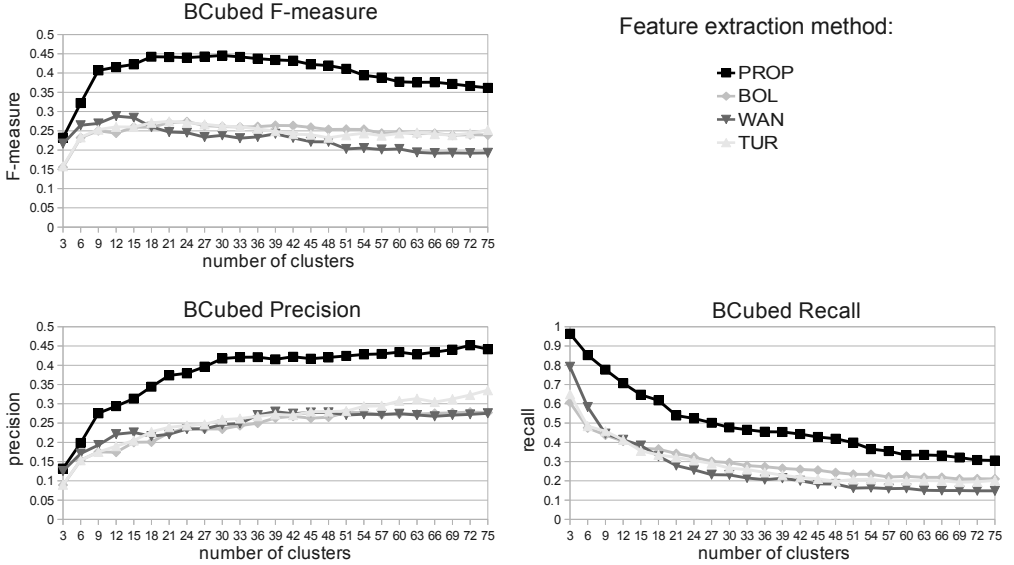 BCubed F-measure
Feature extraction method:
PROP
BOL
WAN
TUR
F-measure
0.5
0.45
0.4
0.35
0.3
0.25
0.2
0.15
0.1
0.05
0
3 6 9 12 15 18 21 24 27 30 33 36 39 42 45 48 51 54 57 60 63 66 69 72 75
number of clusters
BCubed Precision
precision
0.5
0.45
0.4
0.35
0.3
0.25
0.2
0.15
0.1
0.05
0
3 6 9 12 15 18 21 24 27 30 33 36 39 42 45 48 51 54 57 60 63 66 69 72 75
number of clusters
BCubed Recall
recall
1
0.9
0.8
0.7
0.6
0.5
0.4
0.3
0.2
0.1
0
3 6 9 12 15 18 21 24 27 30 33 36 39 42 45 48 51 54 57 60 63 66 69 72 75
number of clusters